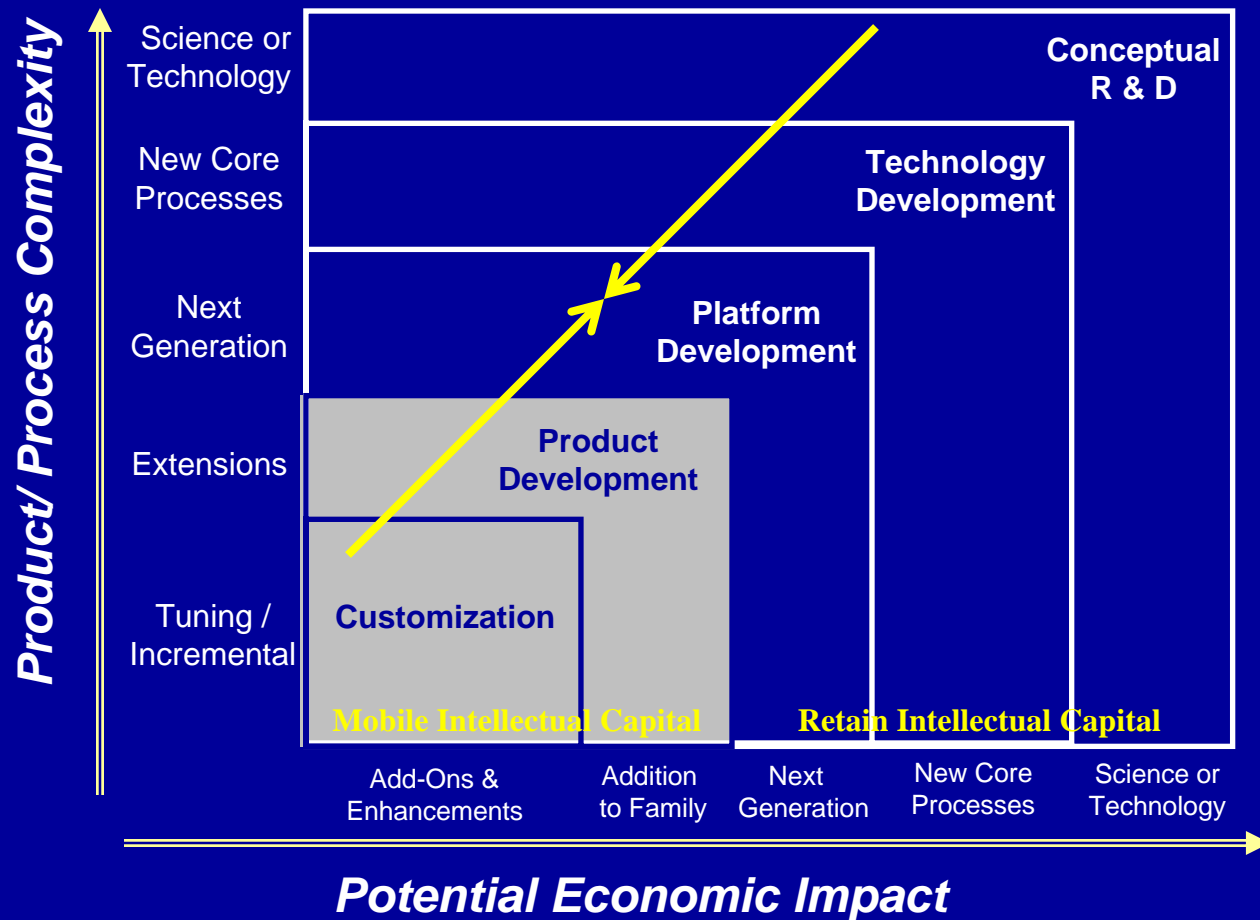 Product/ Process Complexity
Science or
Technology
New Core
Processes
Next
Generation
Extensions
Tuning /
Incremental
Conceptual
R & D
Technology
Development
Platform
Development
Product
Development
Customization
Mobile Intellectual Capital
Retain Intellectual Capital
Add-Ons &
Enhancements
Addition
to Family
Next
Generation
New Core
Processes
Science or
Technology
Potential Economic Impact